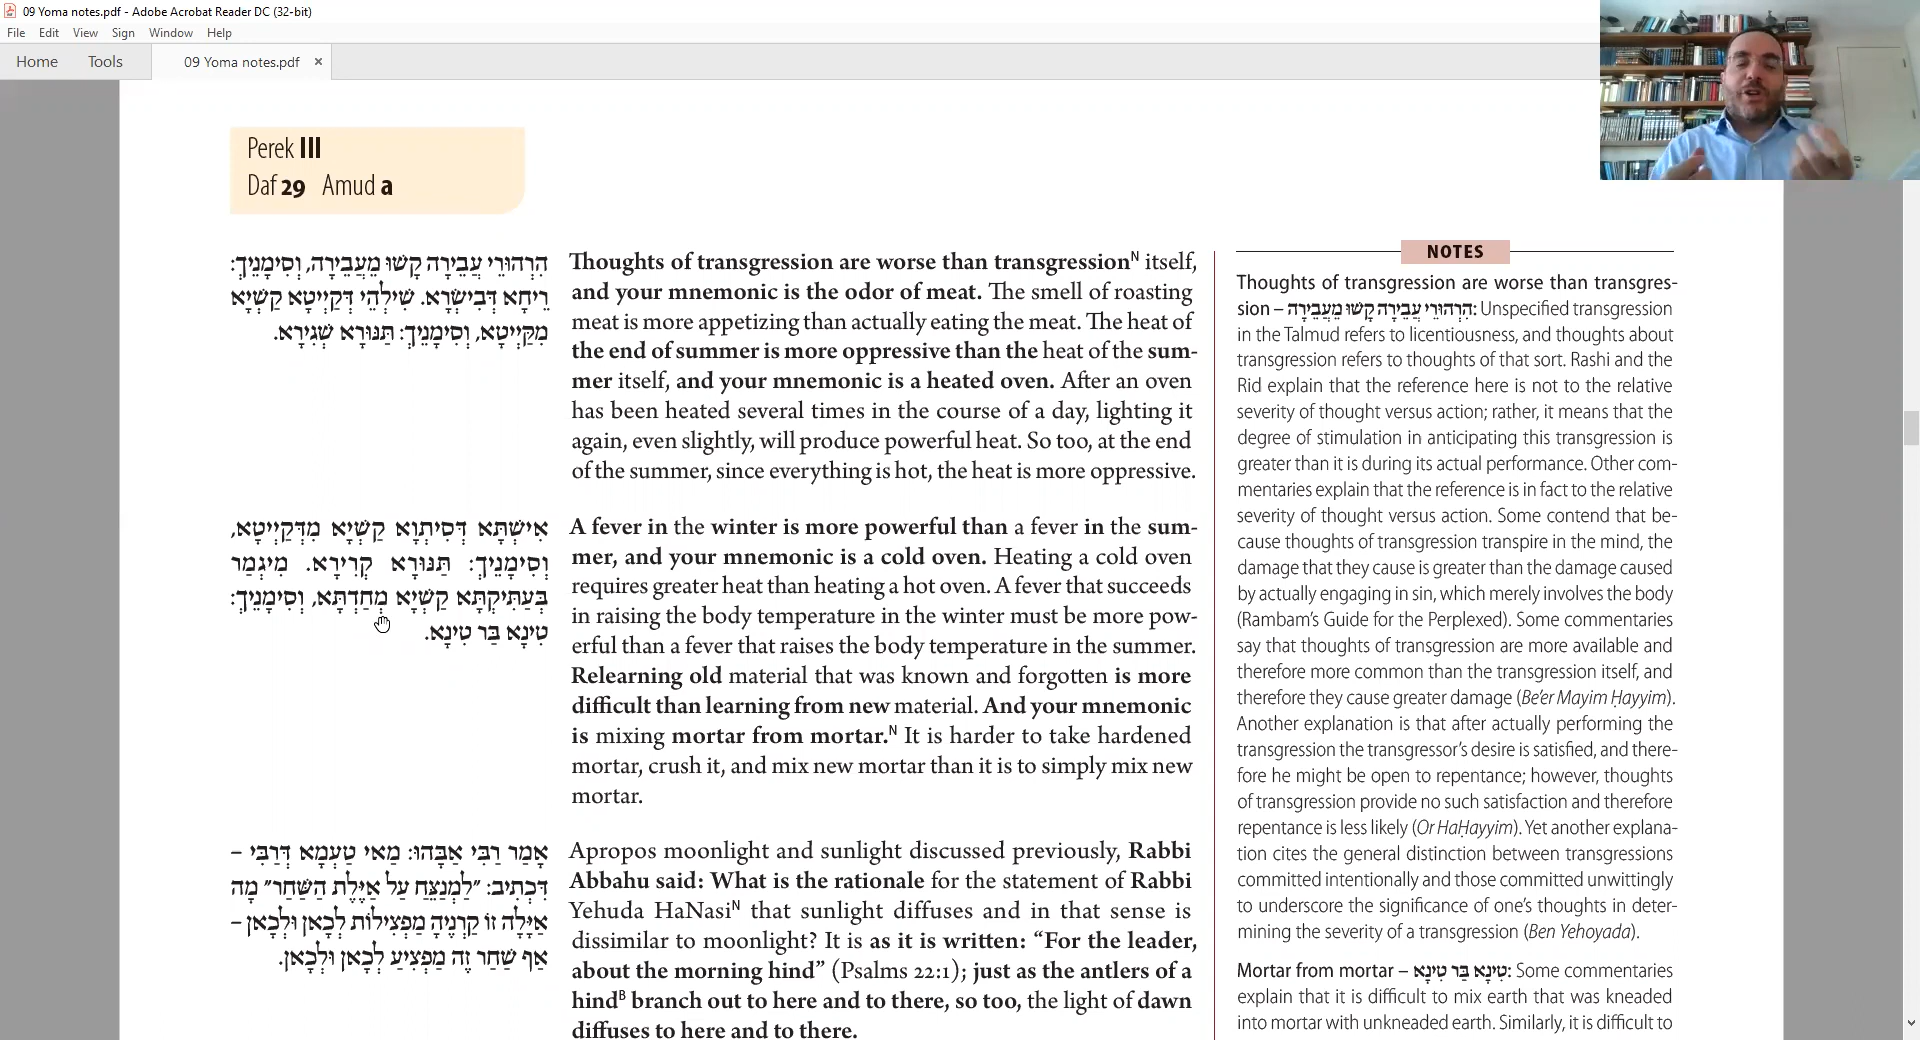 09 Yoma notes.pdf - Adobe Acrobat Reader DC (32-bit)
File Edit View Sign Window Help
Home Tools 09 Yoma notes.pdf ×
Perek III
Daf 29 Amud a
הִרְהוּרֵי עֲבֵירָה קָשׁוּ מֵעֲבֵירָה, וְסִימָנֵיךְ:
רֵיחָא דְּבִישְׂרָא. שִׁילְהֵי דְּקַיְיטָא קַשְׁיָא
מִקַּיְיטָא, וְסִימָנֵיךְ: תַּנּוּרָא שְׁגִירָא.
Thoughts of transgression are worse than transgressionᴺ itself,
and your mnemonic is the odor of meat. The smell of roasting
meat is more appetizing than actually eating the meat. The heat of
the end of summer is more oppressive than the heat of the sum-
mer itself, and your mnemonic is a heated oven. After an oven
has been heated several times in the course of a day, lighting it
again, even slightly, will produce powerful heat. So too, at the end
of the summer, since everything is hot, the heat is more oppressive.
אִישָּׁתָא דְּסִיתְוָא קַשְׁיָא מִדְּקַיְיטָא,
וְסִימָנֵיךְ: תַּנּוּרָא קְרִירָא. מִיגְמַר
בְּעַתִּיקְתָּא קַשְׁיָא מְחַדְתָּא, וְסִימָנֵיךְ:
טִינָא בַּר טִינָא.
A fever in the winter is more powerful than a fever in the sum-
mer, and your mnemonic is a cold oven. Heating a cold oven
requires greater heat than heating a hot oven. A fever that succeeds
in raising the body temperature in the winter must be more pow-
erful than a fever that raises the body temperature in the summer.
Relearning old material that was known and forgotten is more
difficult than learning from new material. And your mnemonic
is mixing mortar from mortar.ᴺ It is harder to take hardened
mortar, crush it, and mix new mortar than it is to simply mix new
mortar.
אָמַר רַבִּי אַבָּהוּ: מַאי טַעְמָא דְּרַבִּי –
דִּכְתִיב: ״לַמְנַצֵּחַ עַל אַיֶּלֶת הַשַּׁחַר״ מָה
אַיָּלָה זוֹ קַרְנֶיהָ מַפְצִילוֹת לְכָאן וּלְכָאן –
אַף שַׁחַר זֶה מַפְצִיעַ לְכָאן וּלְכָאן.
Apropos moonlight and sunlight discussed previously, Rabbi
Abbahu said: What is the rationale for the statement of Rabbi
Yehuda HaNasiᴺ that sunlight diffuses and in that sense is
dissimilar to moonlight? It is as it is written: “For the leader,
about the morning hind” (Psalms 22:1); just as the antlers of a
hindᴮ branch out to here and to there, so too, the light of dawn
diffuses to here and to there.
NOTES
Thoughts of transgression are worse than transgres-
sion – הִרְהוּרֵי עֲבֵירָה קָשׁוּ מֵעֲבֵירָה: Unspecified transgression
in the Talmud refers to licentiousness, and thoughts about
transgression refers to thoughts of that sort. Rashi and the
Rid explain that the reference here is not to the relative
severity of thought versus action; rather, it means that the
degree of stimulation in anticipating this transgression is
greater than it is during its actual performance. Other com-
mentaries explain that the reference is in fact to the relative
severity of thought versus action. Some contend that be-
cause thoughts of transgression transpire in the mind, the
damage that they cause is greater than the damage caused
by actually engaging in sin, which merely involves the body
(Rambam’s Guide for the Perplexed). Some commentaries
say that thoughts of transgression are more available and
therefore more common than the transgression itself, and
therefore they cause greater damage (Be’er Mayim Ḥayyim).
Another explanation is that after actually performing the
transgression the transgressor’s desire is satisfied, and there-
fore he might be open to repentance; however, thoughts
of transgression provide no such satisfaction and therefore
repentance is less likely (Or HaḤayyim). Yet another explana-
tion cites the general distinction between transgressions
committed intentionally and those committed unwittingly
to underscore the significance of one’s thoughts in deter-
mining the severity of a transgression (Ben Yehoyada).
Mortar from mortar – טִינָא בַּר טִינָא: Some commentaries
explain that it is difficult to mix earth that was kneaded
into mortar with unkneaded earth. Similarly, it is difficult to